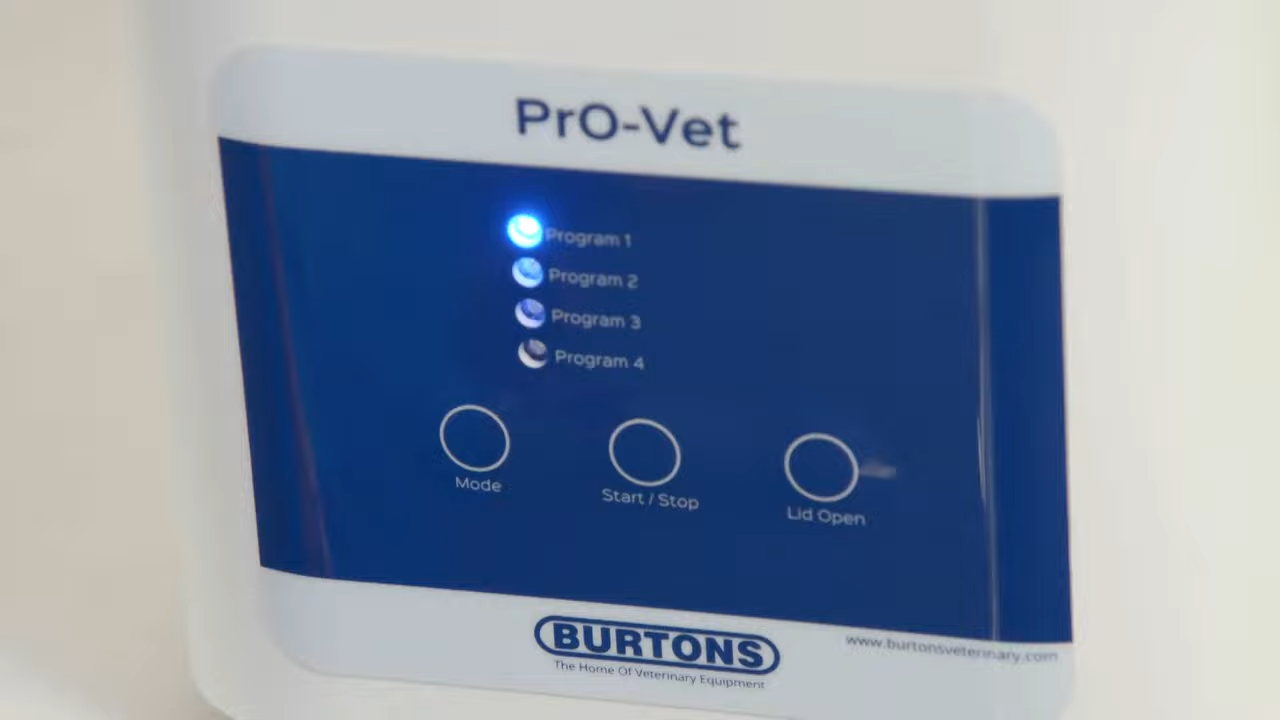 PrO-Vet
Program 1
Program 2
Program 3
Program 4
Mode
Start / Stop
Lid Open
BURTONS
The Home Of Veterinary Equipment
www.burtonsveterinary.com